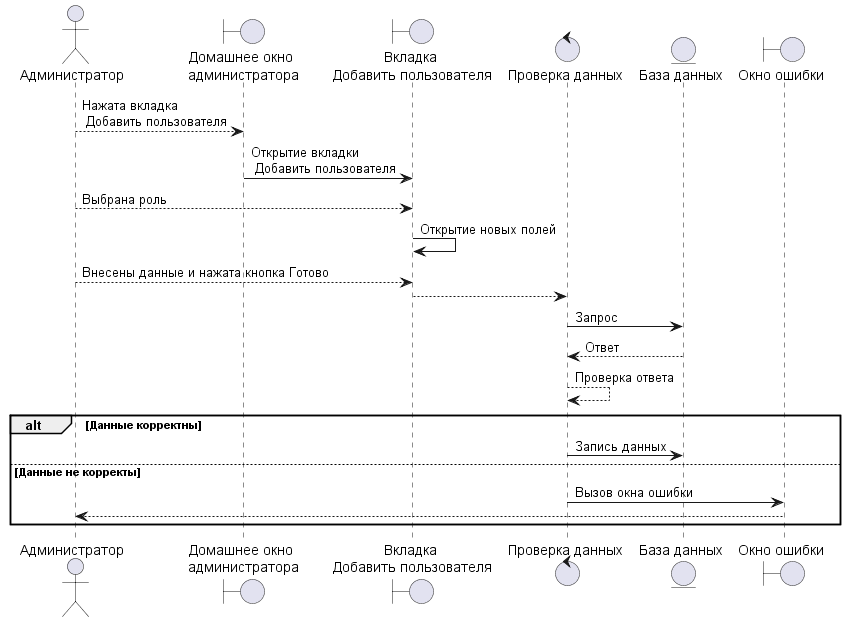 Администратор
Домашнее окно
администратора
Вкладка
Добавить пользователя
Проверка данных
База данных
Окно ошибки
Нажата вкладка
Добавить пользователя
Открытие вкладки
Добавить пользователя
Выбрана роль
Открытие новых полей
Внесены данные и нажата кнопка Готово
Запрос
Ответ
Проверка ответа
alt
[Данные корректны]
Запись данных
[Данные не корректы]
Вызов окна ошибки
Администратор
Домашнее окно
администратора
Вкладка
Добавить пользователя
Проверка данных
База данных
Окно ошибки